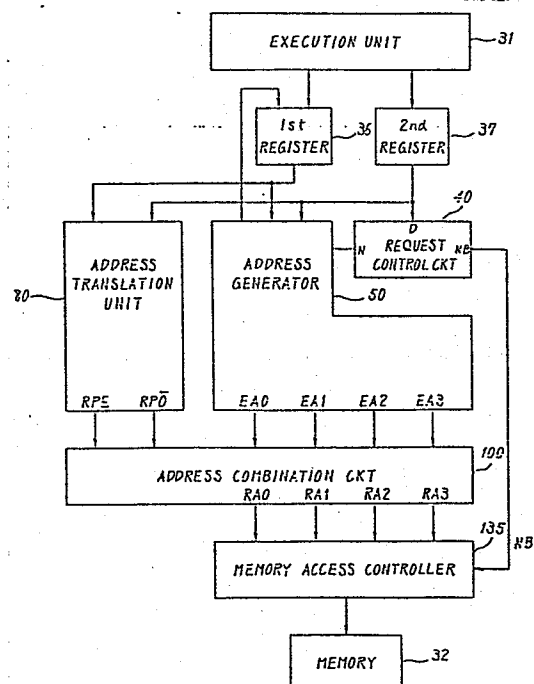 EXECUTION UNIT
31
1st
REGISTER
36
2nd
REGISTER
37
40
D
N
REQUEST
CONTROL CKT
NB
ADDRESS
TRANSLATION
UNIT
80
ADDRESS
GENERATOR
50
RPE
RPO
EA0
EA1
EA2
EA3
ADDRESS COMBINATION CKT
100
RA0
RA1
RA2
RA3
135
NB
MEMORY ACCESS CONTROLLER
MEMORY
32